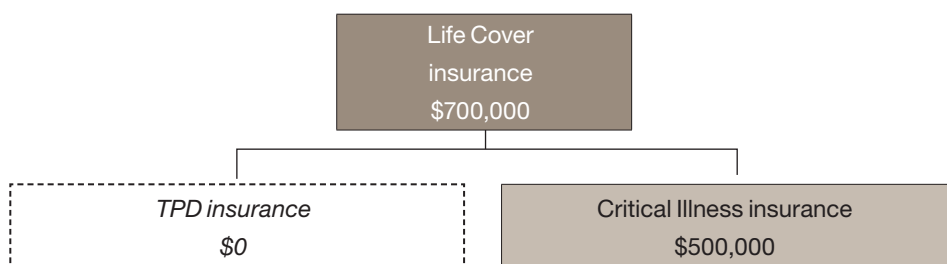 Life Cover
insurance
$700,000
TPD insurance
$0
Critical Illness insurance
$500,000